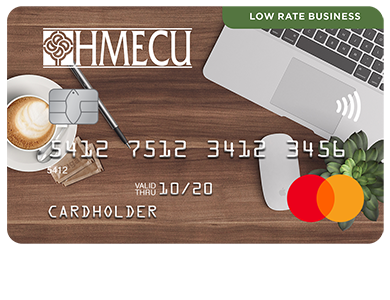 LOW RATE BUSINESS
HMECU
5412 7512 3412 3456
5412
VALID
THRU 10/20
CARDHOLDER